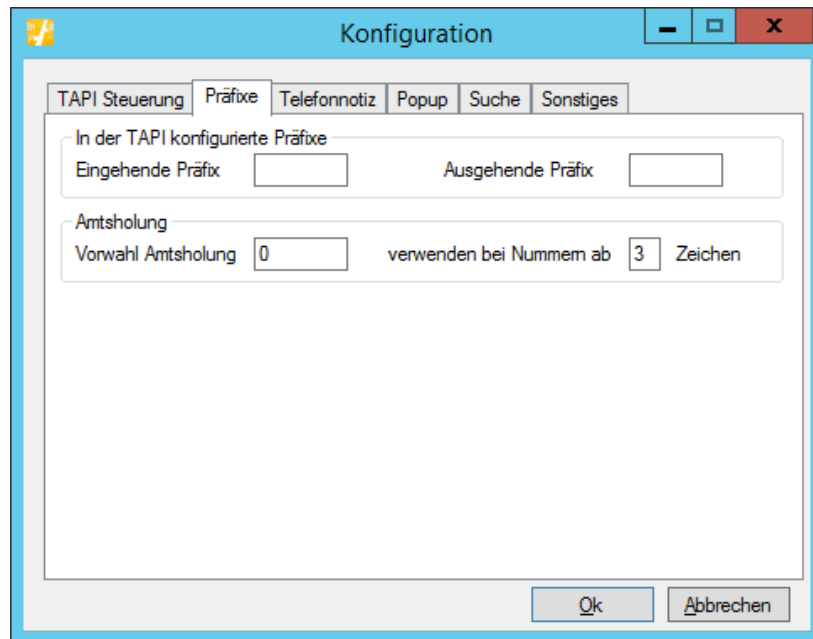 Konfiguration
TAPI Steuerung Präfixe Telefonnotiz Popup Suche Sonstiges
In der TAPI konfigurierte Präfixe
Eingehende Präfix Ausgehende Präfix
Amtsholung
Vorwahl Amtsholung 0 verwenden bei Nummern ab 3 Zeichen
Ok Abbrechen